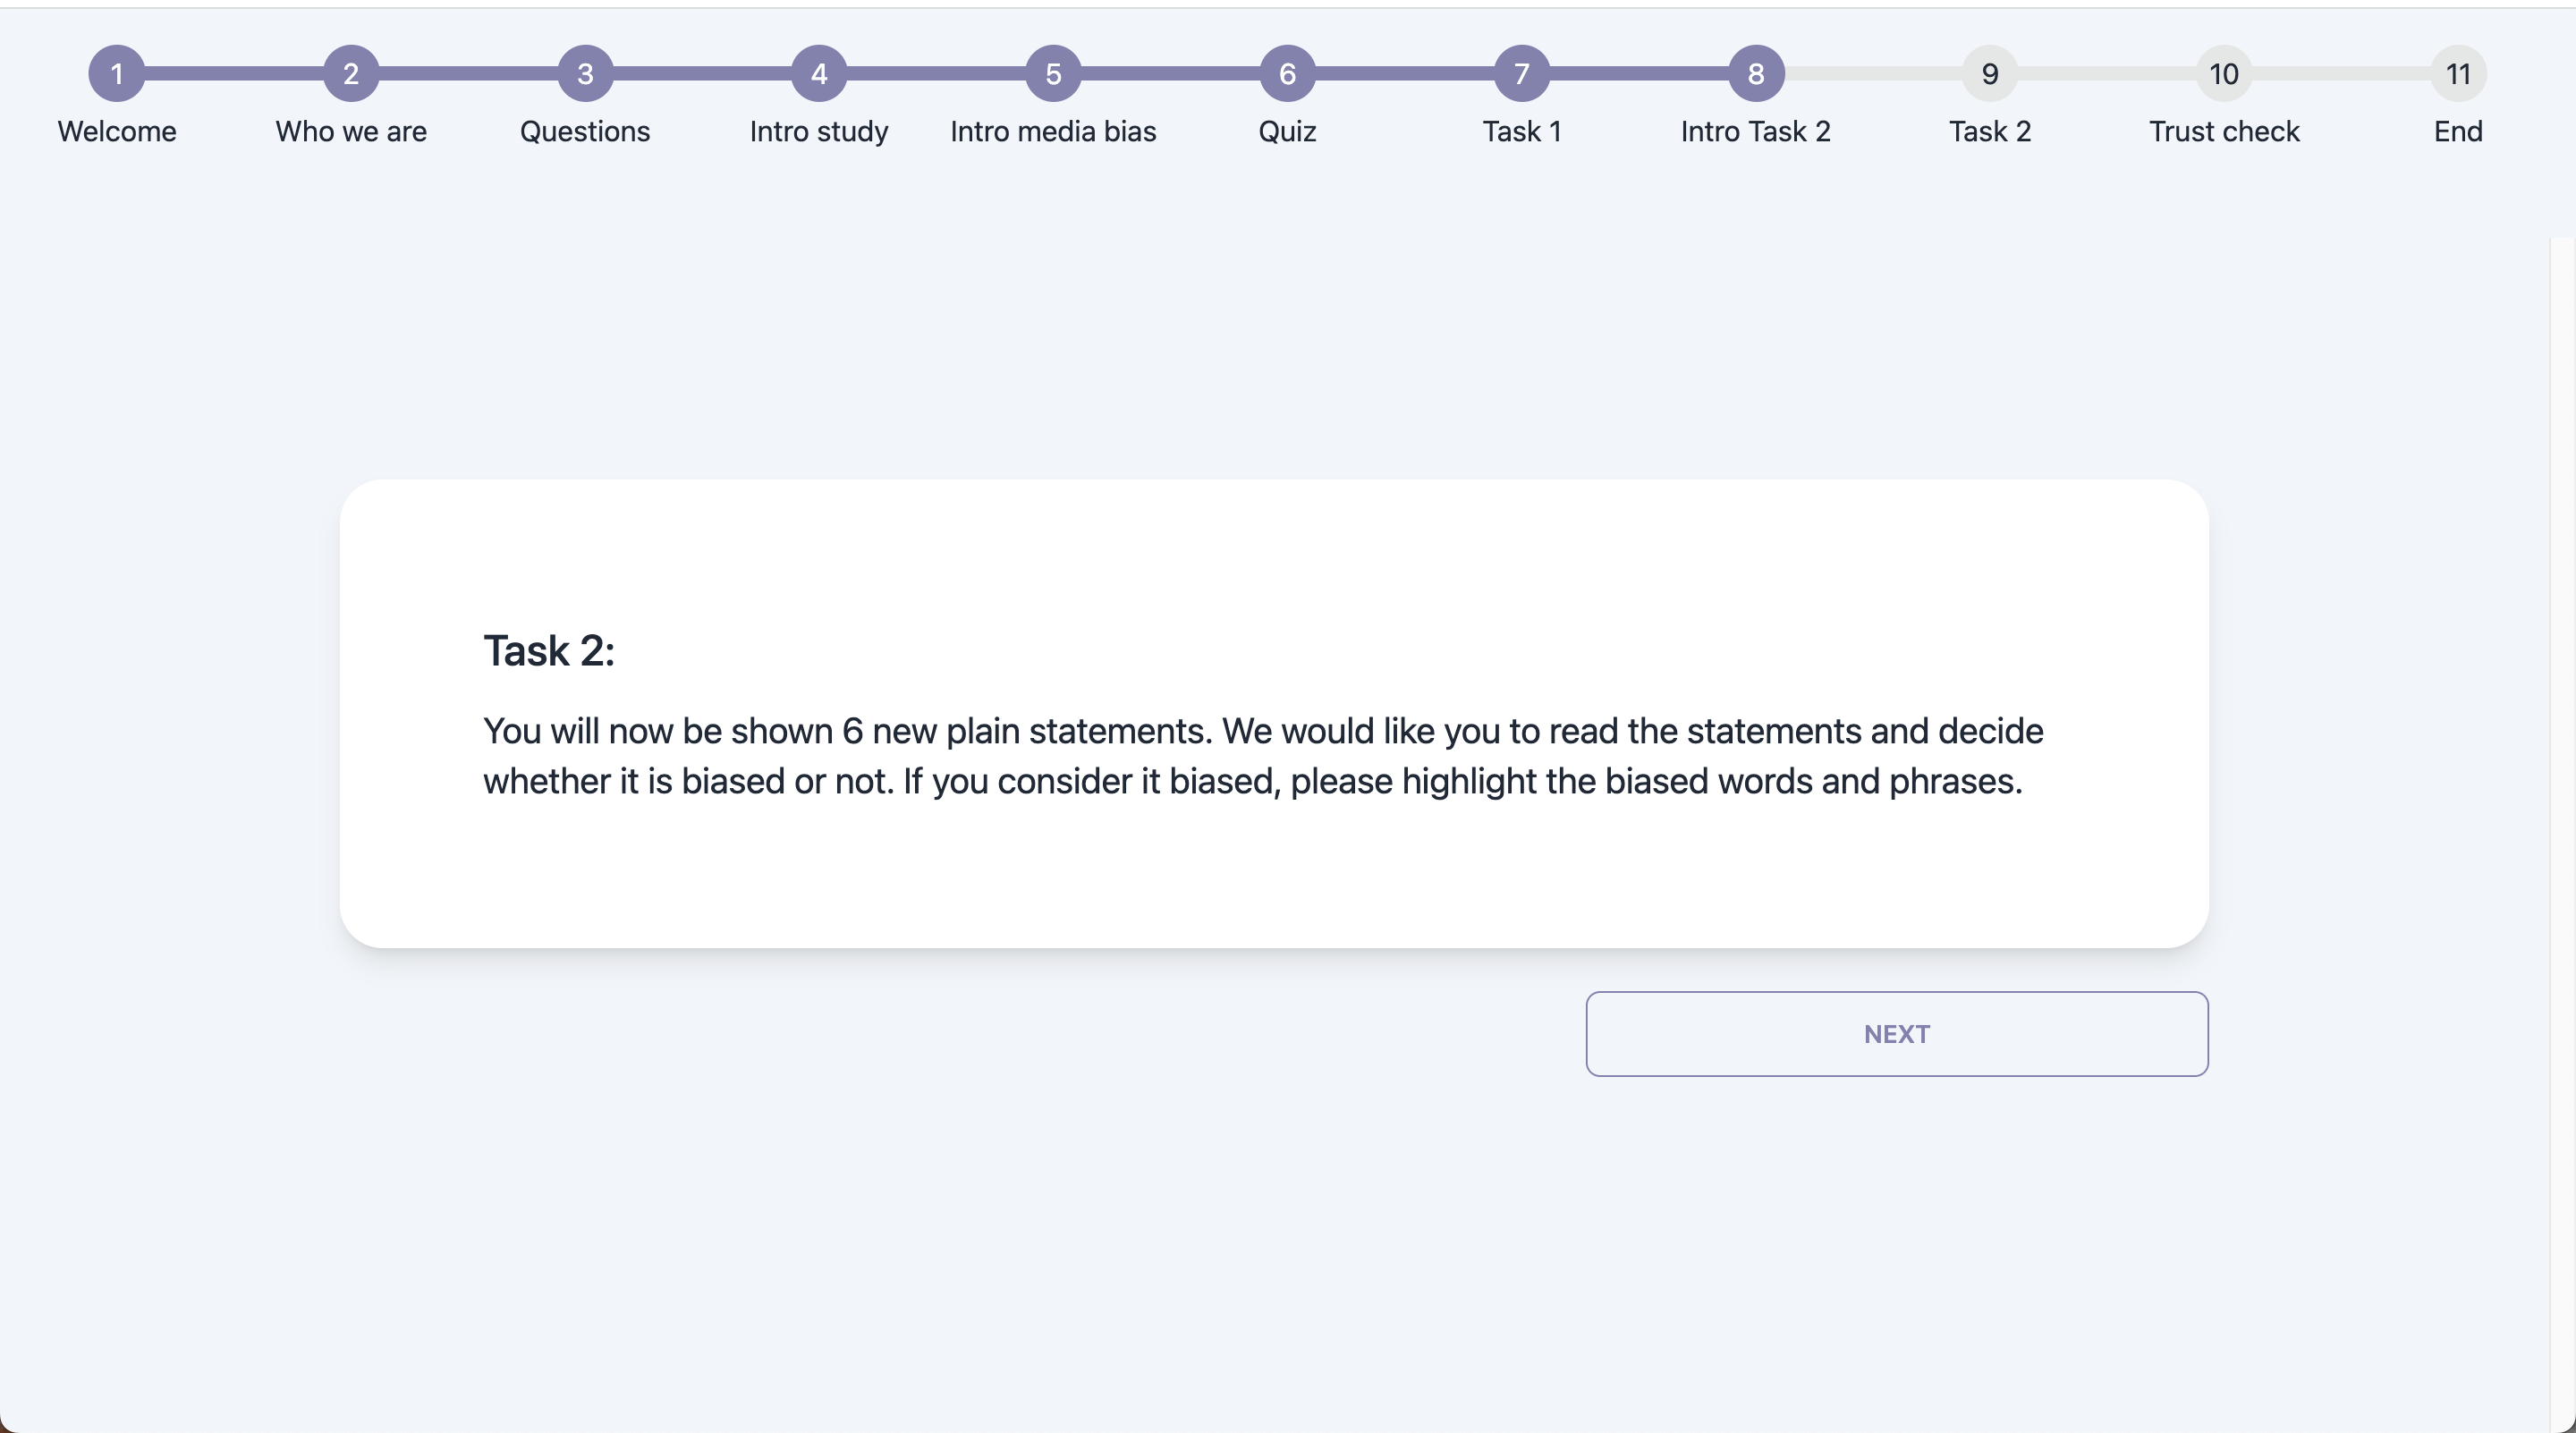 1 2 3 4 5 6 7 8 9 10 11
Welcome Who we are Questions Intro study Intro media bias Quiz Task 1 Intro Task 2 Task 2 Trust check End
Task 2:
You will now be shown 6 new plain statements. We would like you to read the statements and decide
whether it is biased or not. If you consider it biased, please highlight the biased words and phrases.
NEXT